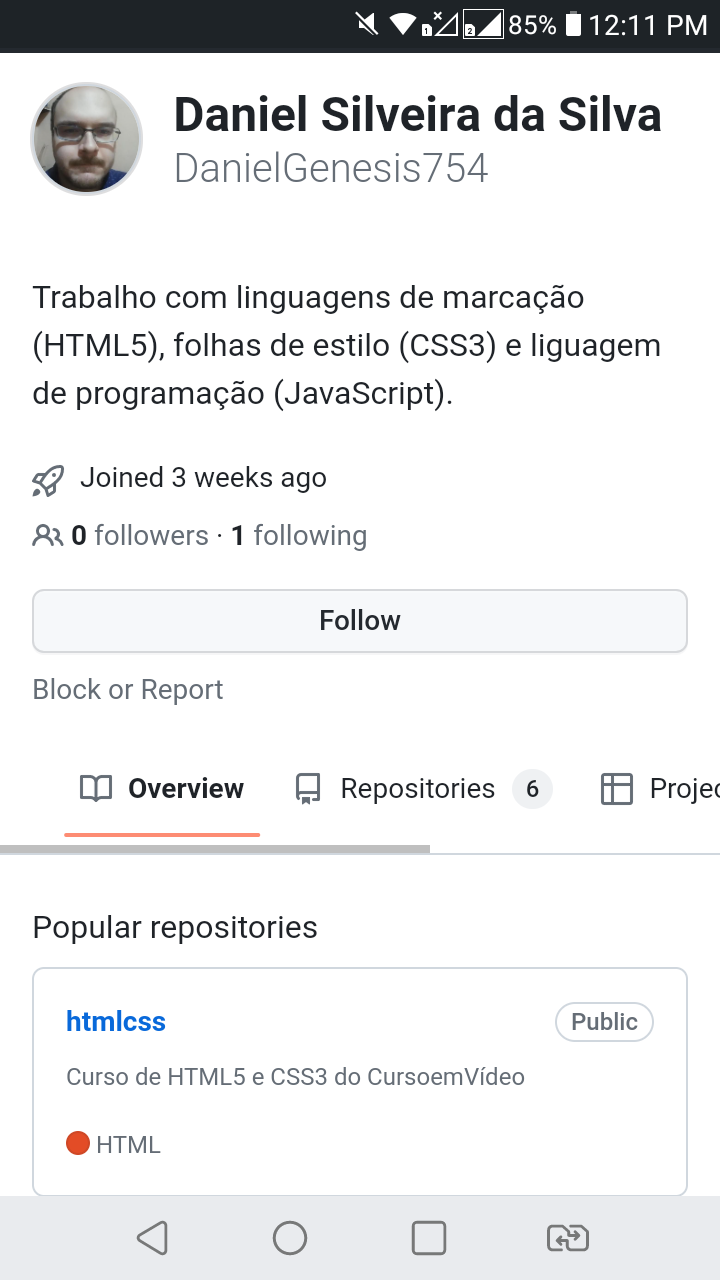 85% 12:11 PM
Daniel Silveira da Silva
DanielGenesis754
Trabalho com linguagens de marcação
(HTML5), folhas de estilo (CSS3) e liguagem
de programação (JavaScript).
Joined 3 weeks ago
0 followers · 1 following
Follow
Block or Report
Overview Repositories 6 Projec
Popular repositories
htmlcss Public
Curso de HTML5 e CSS3 do CursoemVídeo
HTML